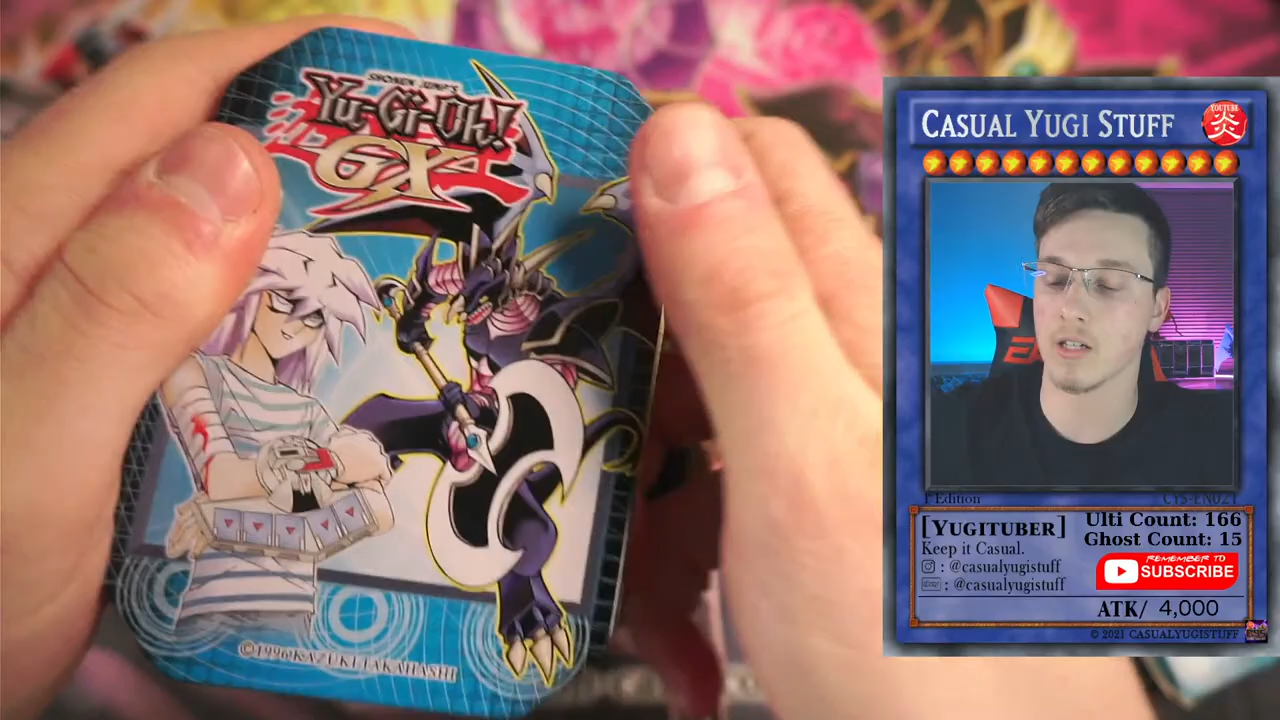 SHONEN JUMP'S
Yu-Gi-Oh!
GX
©1996 KAZUKI TAKAHASHI
CASUAL YUGI STUFF
YOUTUBE
炎
1st Edition
CYS-EN021
[YUGITUBER]
Ulti Count: 166
Ghost Count: 15
Keep it Casual.
: @casualyugistuff
: @casualyugistuff
REMEMBER TO
SUBSCRIBE
ATK/ 4,000
© 2021 CASUALYUGISTUFF